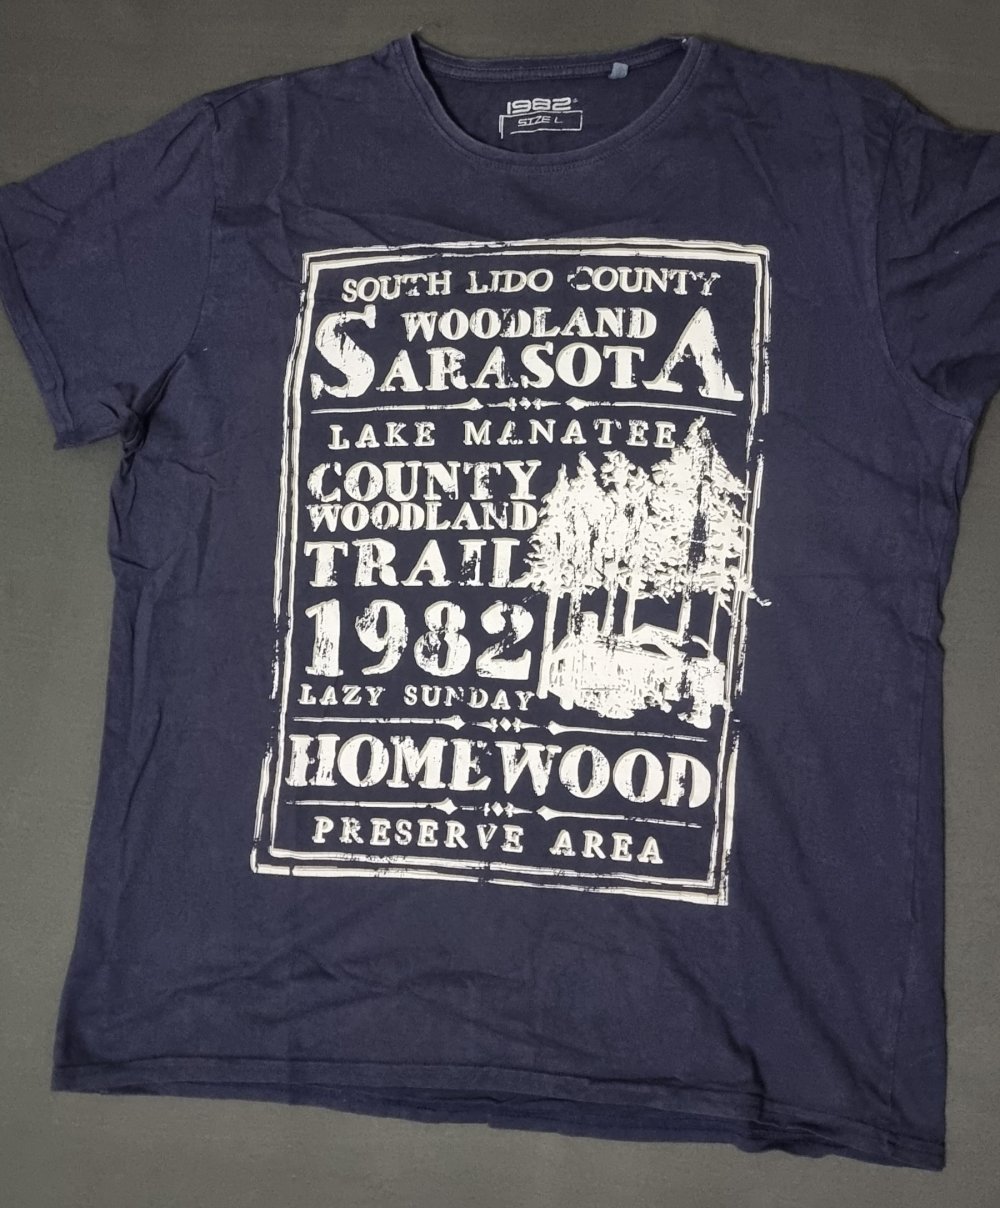 1982
SIZE L
SOUTH LIDO COUNTY
WOODLAND
SARASOTA
LAKE MANATEE
COUNTY
WOODLAND
TRAIL
1982
LAZY SUNDAY
HOMEWOOD
PRESERVE AREA